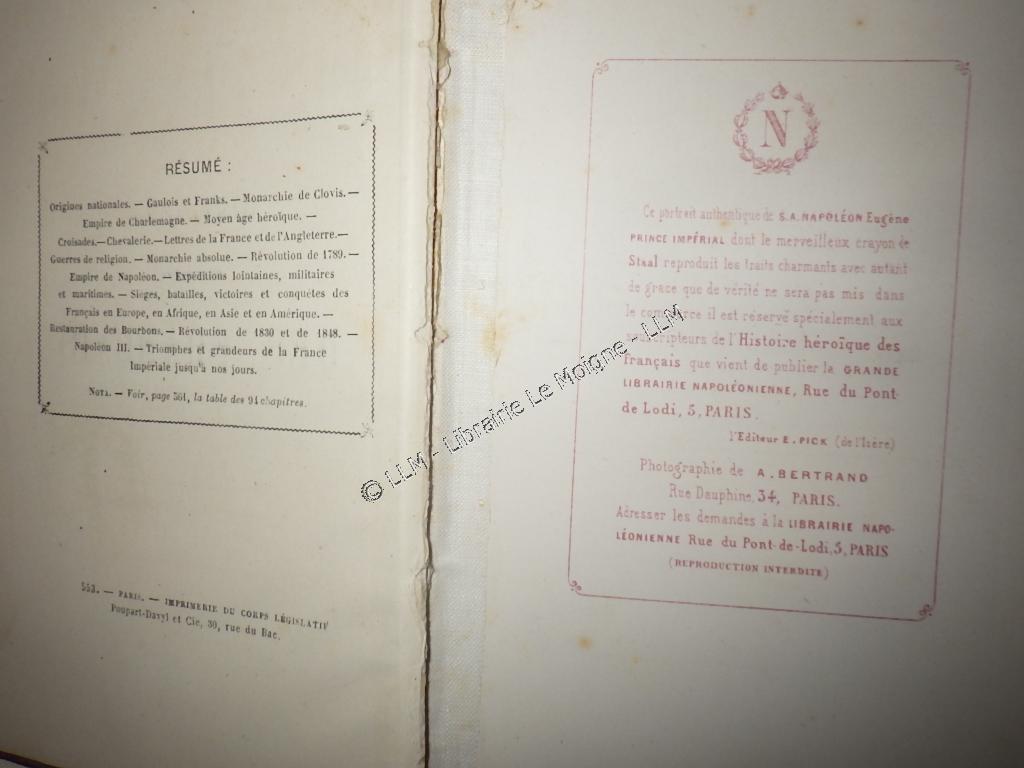 RÉSUMÉ :
Origines nationales. — Gaulois et Franks. — Monarchie de Clovis. —
Empire de Charlemagne. — Moyen âge héroïque. —
Croisades. — Chevalerie. — Lettres de la France et de l'Angleterre. —
Guerres de religion. — Monarchie absolue. — Révolution de 1789. —
Empire de Napoléon. — Expéditions lointaines, militaires
et maritimes. — Sièges, batailles, victoires et conquêtes des
Français en Europe, en Afrique, en Asie et en Amérique. —
Restauration des Bourbons. — Révolution de 1830 et de 1848. —
Napoléon III. — Triomphes et grandeurs de la France
Impériale jusqu'à nos jours.
NOTA. — Voir, page 561, la table des 94 chapitres.
553. — PARIS. — IMPRIMERIE DU CORPS LÉGISLATIF
Poupart-Davyl et Cie, 30, rue du Bac.
N
Ce portrait authentique de S.A. NAPOLÉON Eugène
PRINCE IMPÉRIAL dont le merveilleux crayon de
Staal reproduit les traits charmants avec autant
de grace que de vérité ne sera pas mis dans
le commerce il est réservé spécialement aux
souscripteurs de l'Histoire héroïque des
français que vient de publier la GRANDE
LIBRAIRIE NAPOLÉONIENNE, Rue du Pont-
de Lodi, 5, PARIS.
l'Editeur E. PICK (de l'Isère)
Photographie de A. BERTRAND
Rue Dauphine, 34, PARIS.
Adresser les demandes à la LIBRAIRIE NAPO-
LÉONIENNE Rue du Pont-de-Lodi, 5, PARIS
(REPRODUCTION INTERDITE)
© LLM - Librairie Le Moigne - LLM